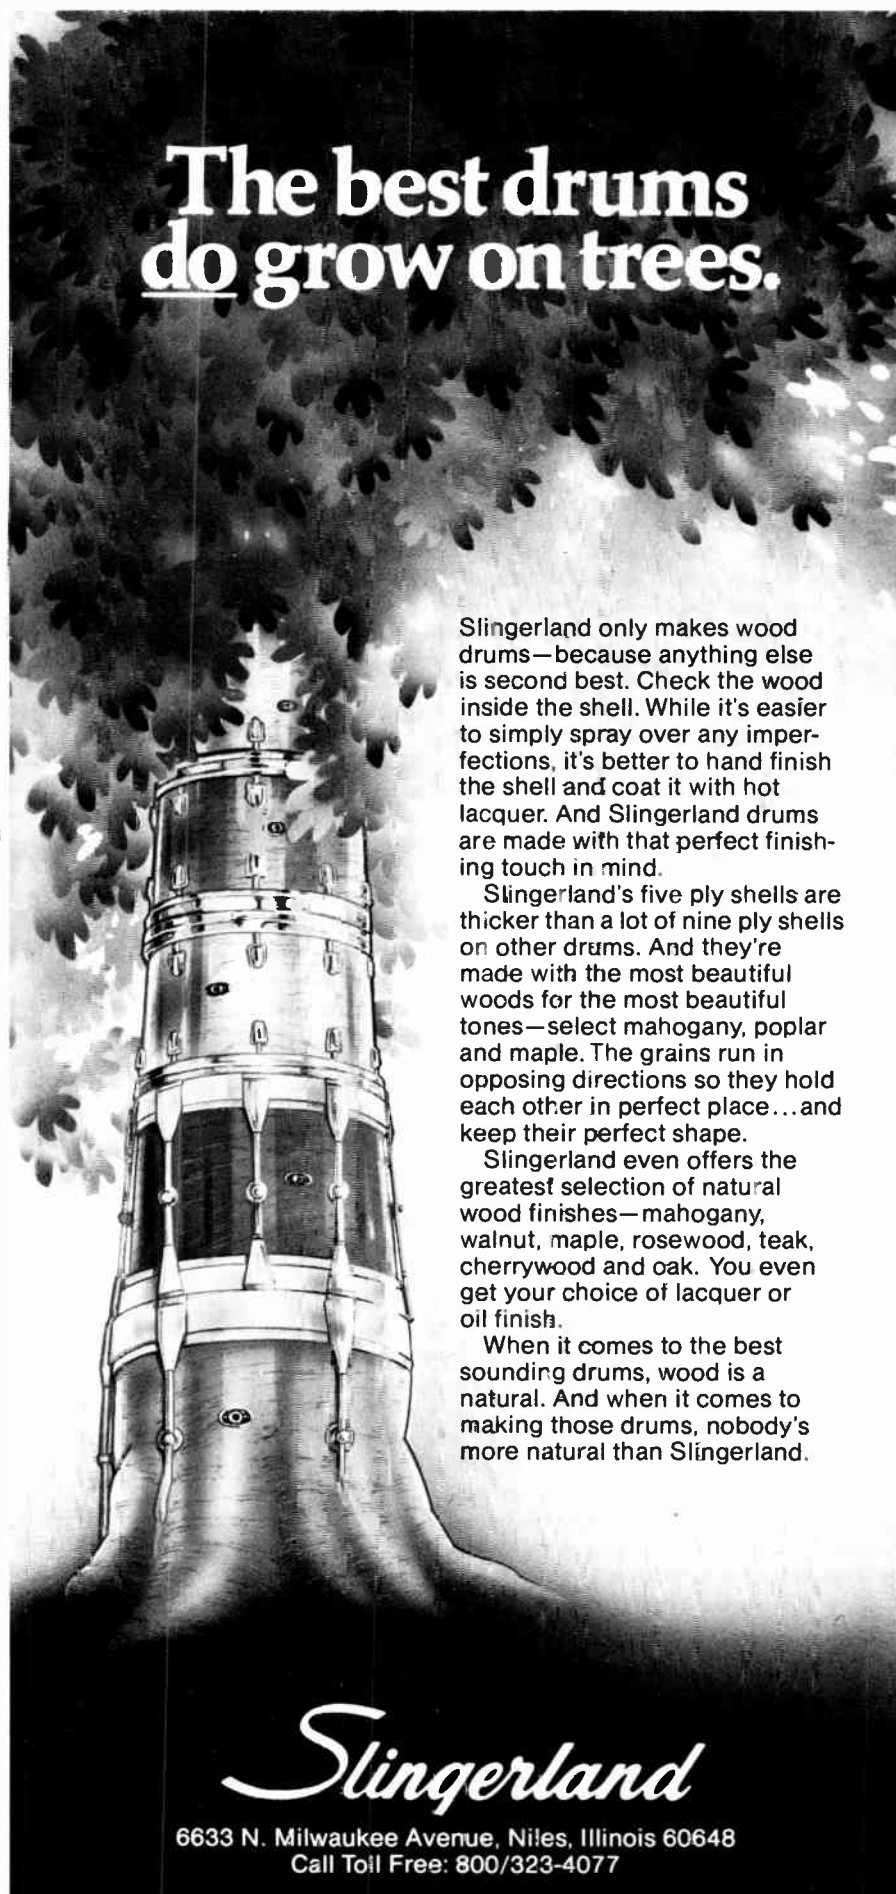 The best drums
do grow on trees.
Slingerland only makes wood
drums—because anything else
is second best. Check the wood
inside the shell. While it's easier
to simply spray over any imper-
fections, it's better to hand finish
the shell and coat it with hot
lacquer. And Slingerland drums
are made with that perfect finish-
ing touch in mind.
Slingerland's five ply shells are
thicker than a lot of nine ply shells
on other drums. And they're
made with the most beautiful
woods for the most beautiful
tones—select mahogany, poplar
and maple. The grains run in
opposing directions so they hold
each other in perfect place...and
keep their perfect shape.
Slingerland even offers the
greatest selection of natural
wood finishes—mahogany,
walnut, maple, rosewood, teak,
cherrywood and oak. You even
get your choice of lacquer or
oil finish.
When it comes to the best
sounding drums, wood is a
natural. And when it comes to
making those drums, nobody's
more natural than Slingerland.
Slingerland
6633 N. Milwaukee Avenue, Niles, Illinois 60648
Call Toll Free: 800/323-4077